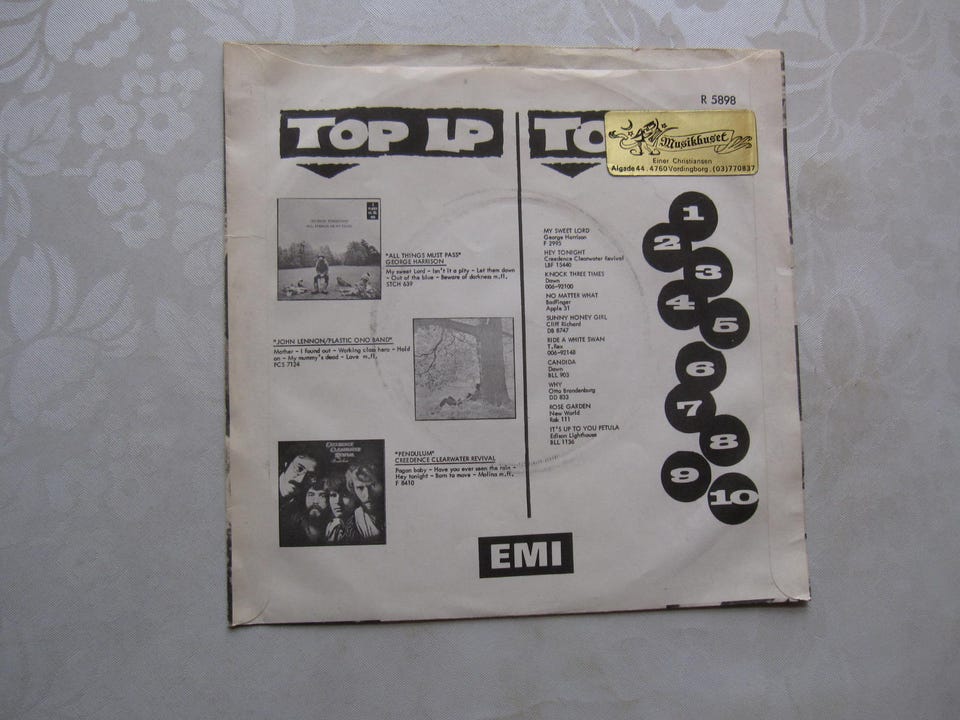 R 5898
TOP LP
TO
Musikhuset
Einer Christiansen
Algade 44 . 4760 Vordingborg . (03) 770837
"ALL THINGS MUST PASS"
GEORGE HARRISON
My sweet Lord – Isn't it a pity – Let them down
– Out of the blue – Beware of darkness m.fl.
STCH 639
"JOHN LENNON/PLASTIC ONO BAND"
Mother – I found out – Working class hero – Hold
on – My mummy's dead – Love m.fl.
PCS 7124
CREEDENCE
CLEARWATER
REVIVAL
"PENDULUM"
CREEDENCE CLEARWATER REVIVAL
Pagan baby – Have you ever seen the rain –
Hey tonight – Born to move – Molina m.fl.
F 8410
MY SWEET LORD
George Harrison
F 2995
HEY TONIGHT
Creedence Clearwater Revival
LBF 15440
KNOCK THREE TIMES
Dawn
006-92100
NO MATTER WHAT
Badfinger
Apple 31
SUNNY HONEY GIRL
Cliff Richard
DB 8747
RIDE A WHITE SWAN
T.Rex
006-92148
CANDIDA
Dawn
BLL 903
WHY
Otto Brandenburg
DD 833
ROSE GARDEN
New World
Rak 111
IT'S UP TO YOU PETULA
Edison Lighthouse
BLL 1136
1
2
3
4
5
6
7
8
9
10
EMI